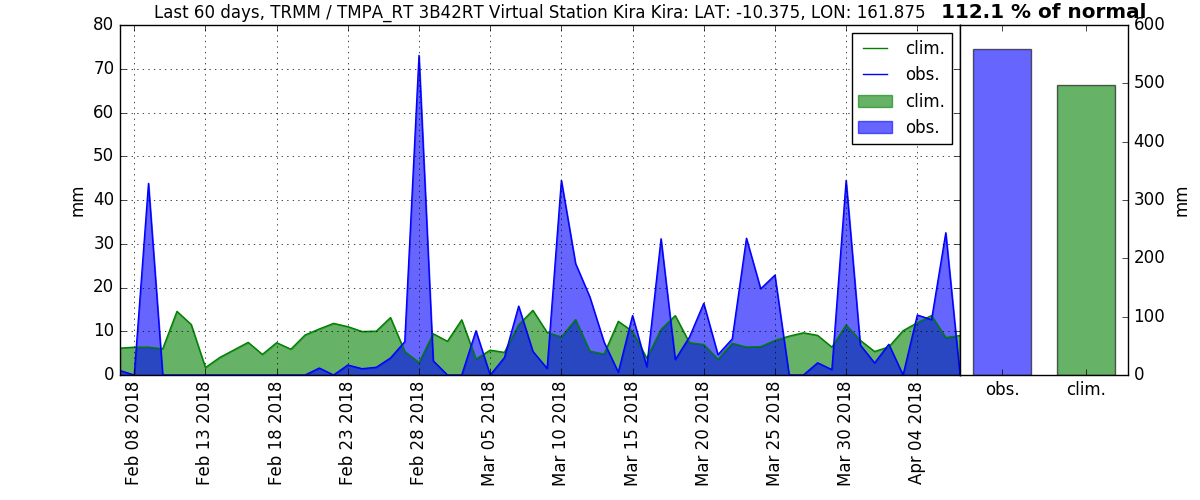 Last 60 days, TRMM / TMPA_RT 3B42RT Virtual Station Kira Kira: LAT: -10.375, LON: 161.875
112.1 % of normal
80
70
60
50
40
30
20
10
0
mm
clim.
obs.
clim.
obs.
600
500
400
300
200
100
0
mm
obs.
clim.
Feb 08 2018
Feb 13 2018
Feb 18 2018
Feb 23 2018
Feb 28 2018
Mar 05 2018
Mar 10 2018
Mar 15 2018
Mar 20 2018
Mar 25 2018
Mar 30 2018
Apr 04 2018